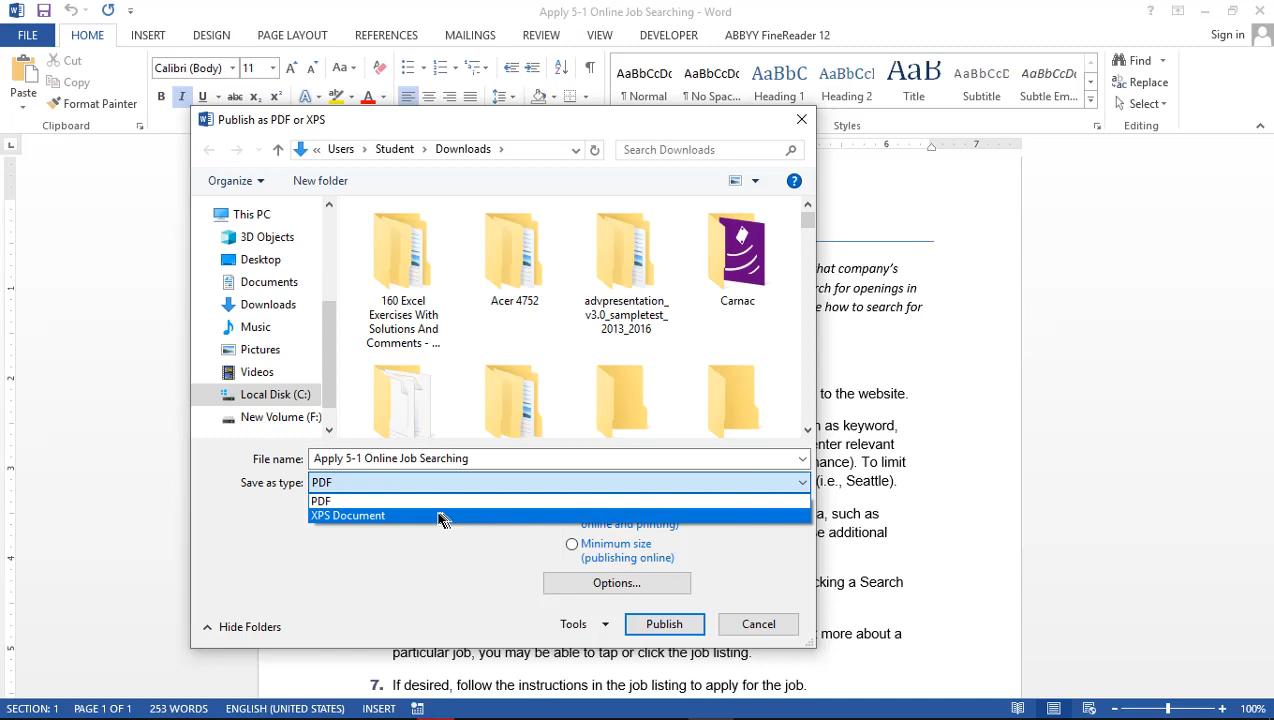 Apply 5-1 Online Job Searching - Word
FILE HOME INSERT DESIGN PAGE LAYOUT REFERENCES MAILINGS REVIEW VIEW DEVELOPER ABBYY FineReader 12 Sign in
Paste
Cut
Copy
Format Painter
Clipboard
Calibri (Body) 11
AaBbCcDc AaBbCcDc AaBbC AaBbCcD AaB AaBbCcD AaBbCcDc
¶ Normal ¶ No Spac... Heading 1 Heading 2 Title Subtitle Subtle Em...
Styles
Find
Replace
Select
Editing
Publish as PDF or XPS
« Users Student Downloads
Search Downloads
Organize New folder
This PC
3D Objects
Desktop
Documents
Downloads
Music
Pictures
Videos
Local Disk (C:)
New Volume (F:)
160 Excel
Exercises With
Solutions And
Comments - ...
Acer 4752
advpresentation_
v3.0_sampletest_
2013_2016
Carnac
File name: Apply 5-1 Online Job Searching
Save as type: PDF
PDF
XPS Document
online and printing)
Minimum size
(publishing online)
Options...
Hide Folders
Tools Publish Cancel
6 7
1
2
3
4
5
hat company's
rch for openings in
e how to search for
to the website.
h as keyword,
enter relevant
nance). To limit
(i.e., Seattle).
a, such as
e additional
cking a Search
more about a
particular job, you may be able to tap or click the job listing.
7. If desired, follow the instructions in the job listing to apply for the job.
SECTION: 1 PAGE 1 OF 1 253 WORDS ENGLISH (UNITED STATES) INSERT 100%